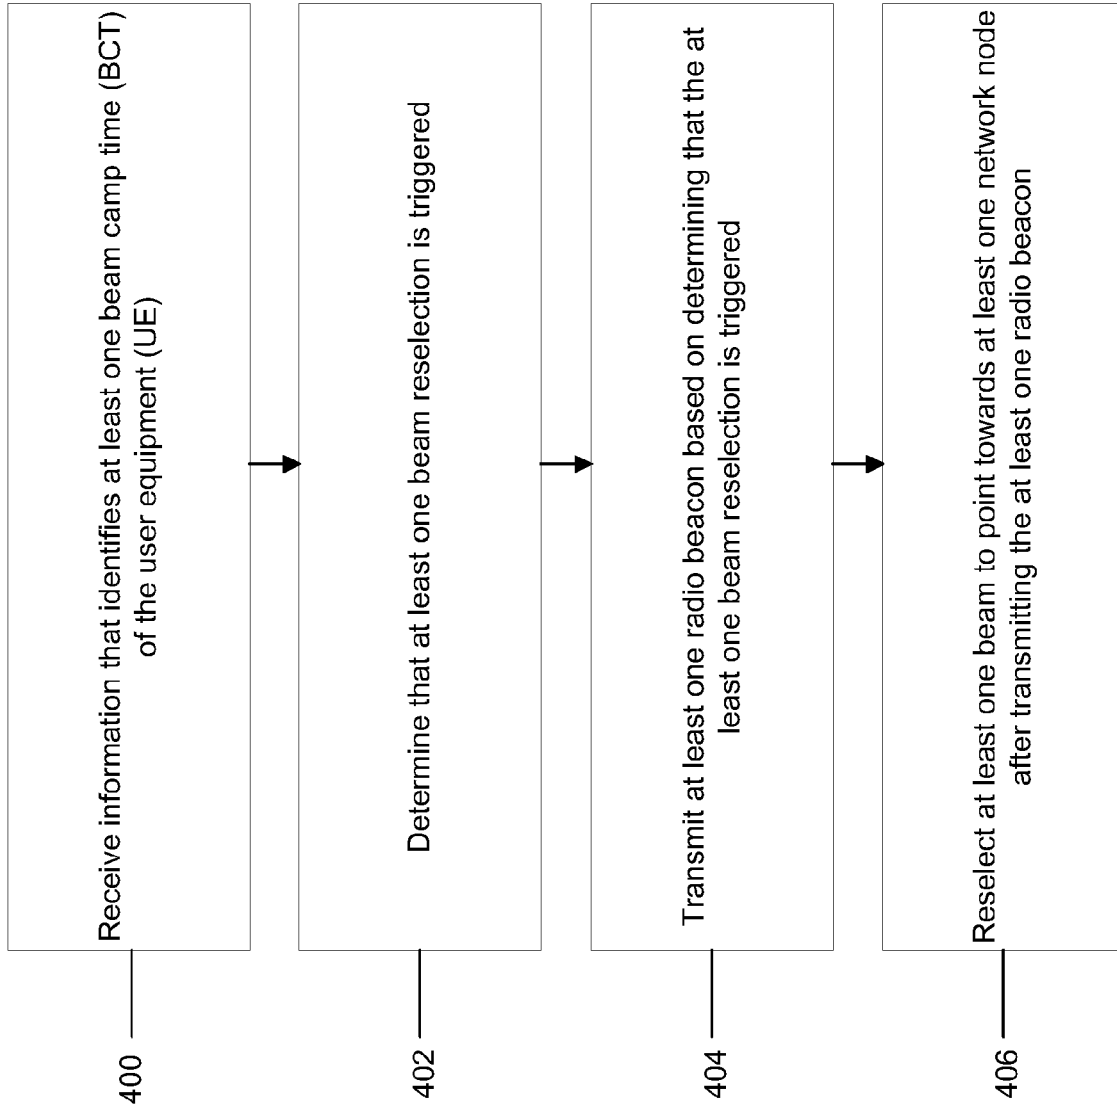 400
Receive information that identifies at least one beam camp time (BCT)
of the user equipment (UE)
402
Determine that at least one beam reselection is triggered
404
Transmit at least one radio beacon based on determining that the at
least one beam reselection is triggered
406
Reselect at least one beam to point towards at least one network node
after transmitting the at least one radio beacon